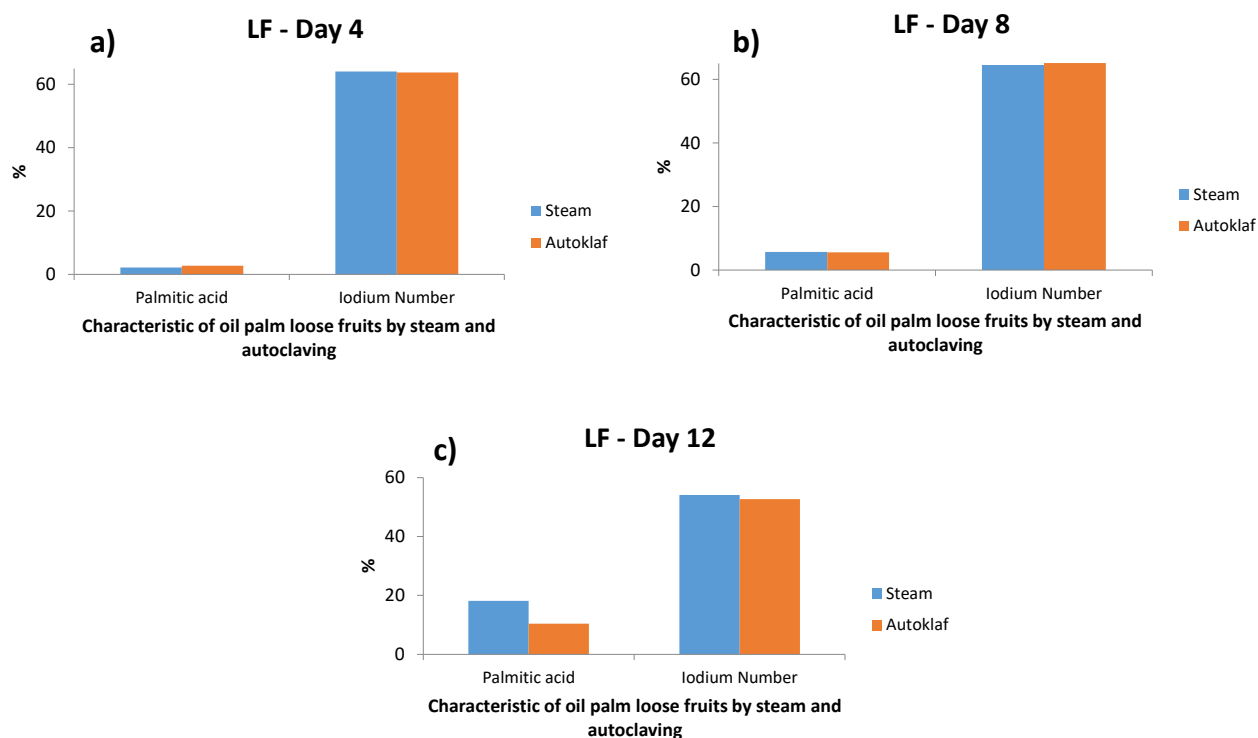 a)
LF - Day 4
60
40
20
0
%
Palmitic acid
Iodium Number
Characteristic of oil palm loose fruits by steam and
autoclaving
Steam
Autoklaf
b)
LF - Day 8
60
40
20
0
%
Palmitic acid
Iodium Number
Characteristic of oil palm loose fruits by steam and
autoclaving
Steam
Autoklaf
c)
LF - Day 12
60
40
20
0
%
Palmitic acid
Iodium Number
Characteristic of oil palm loose fruits by steam and
autoclaving
Steam
Autoklaf